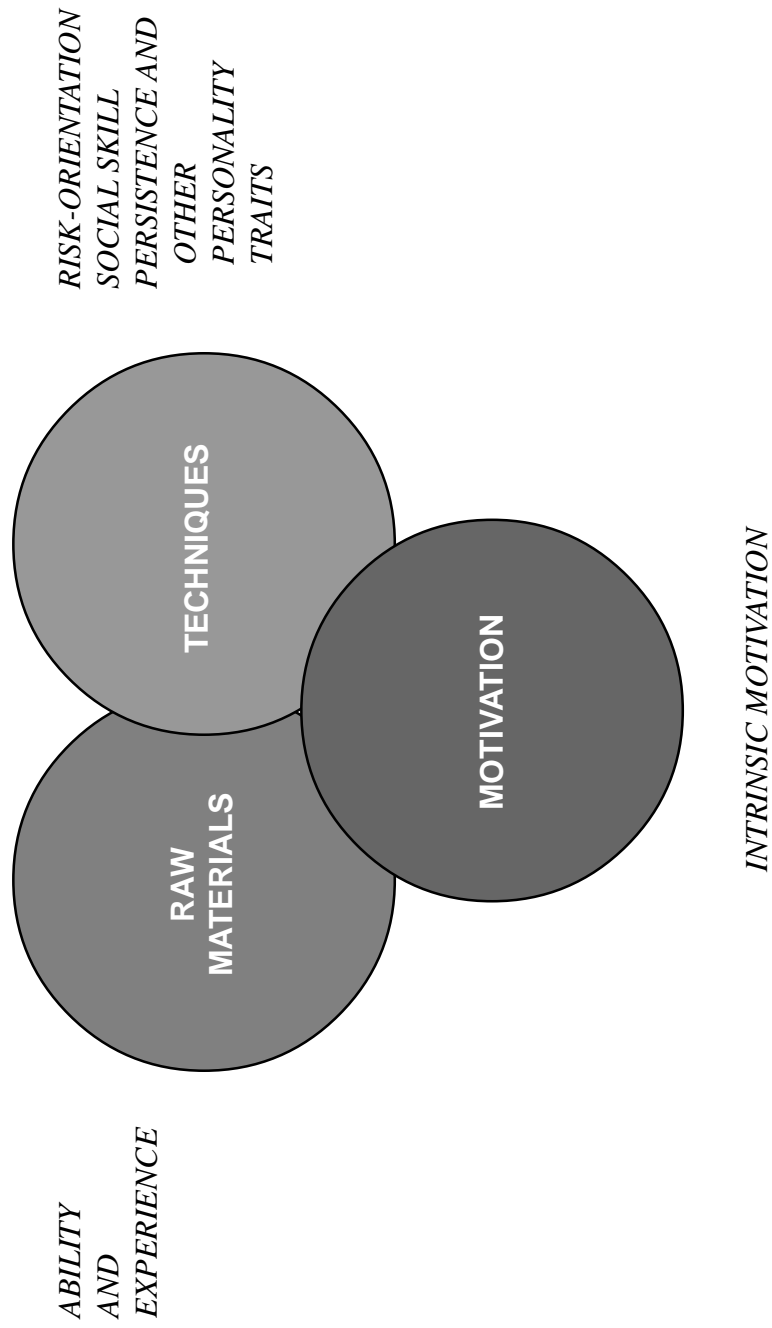 ABILITY
AND
EXPERIENCE
RAW
MATERIALS
TECHNIQUES
RISK-ORIENTATION
SOCIAL SKILL
PERSISTENCE AND
OTHER
PERSONALITY
TRAITS
MOTIVATION
INTRINSIC MOTIVATION